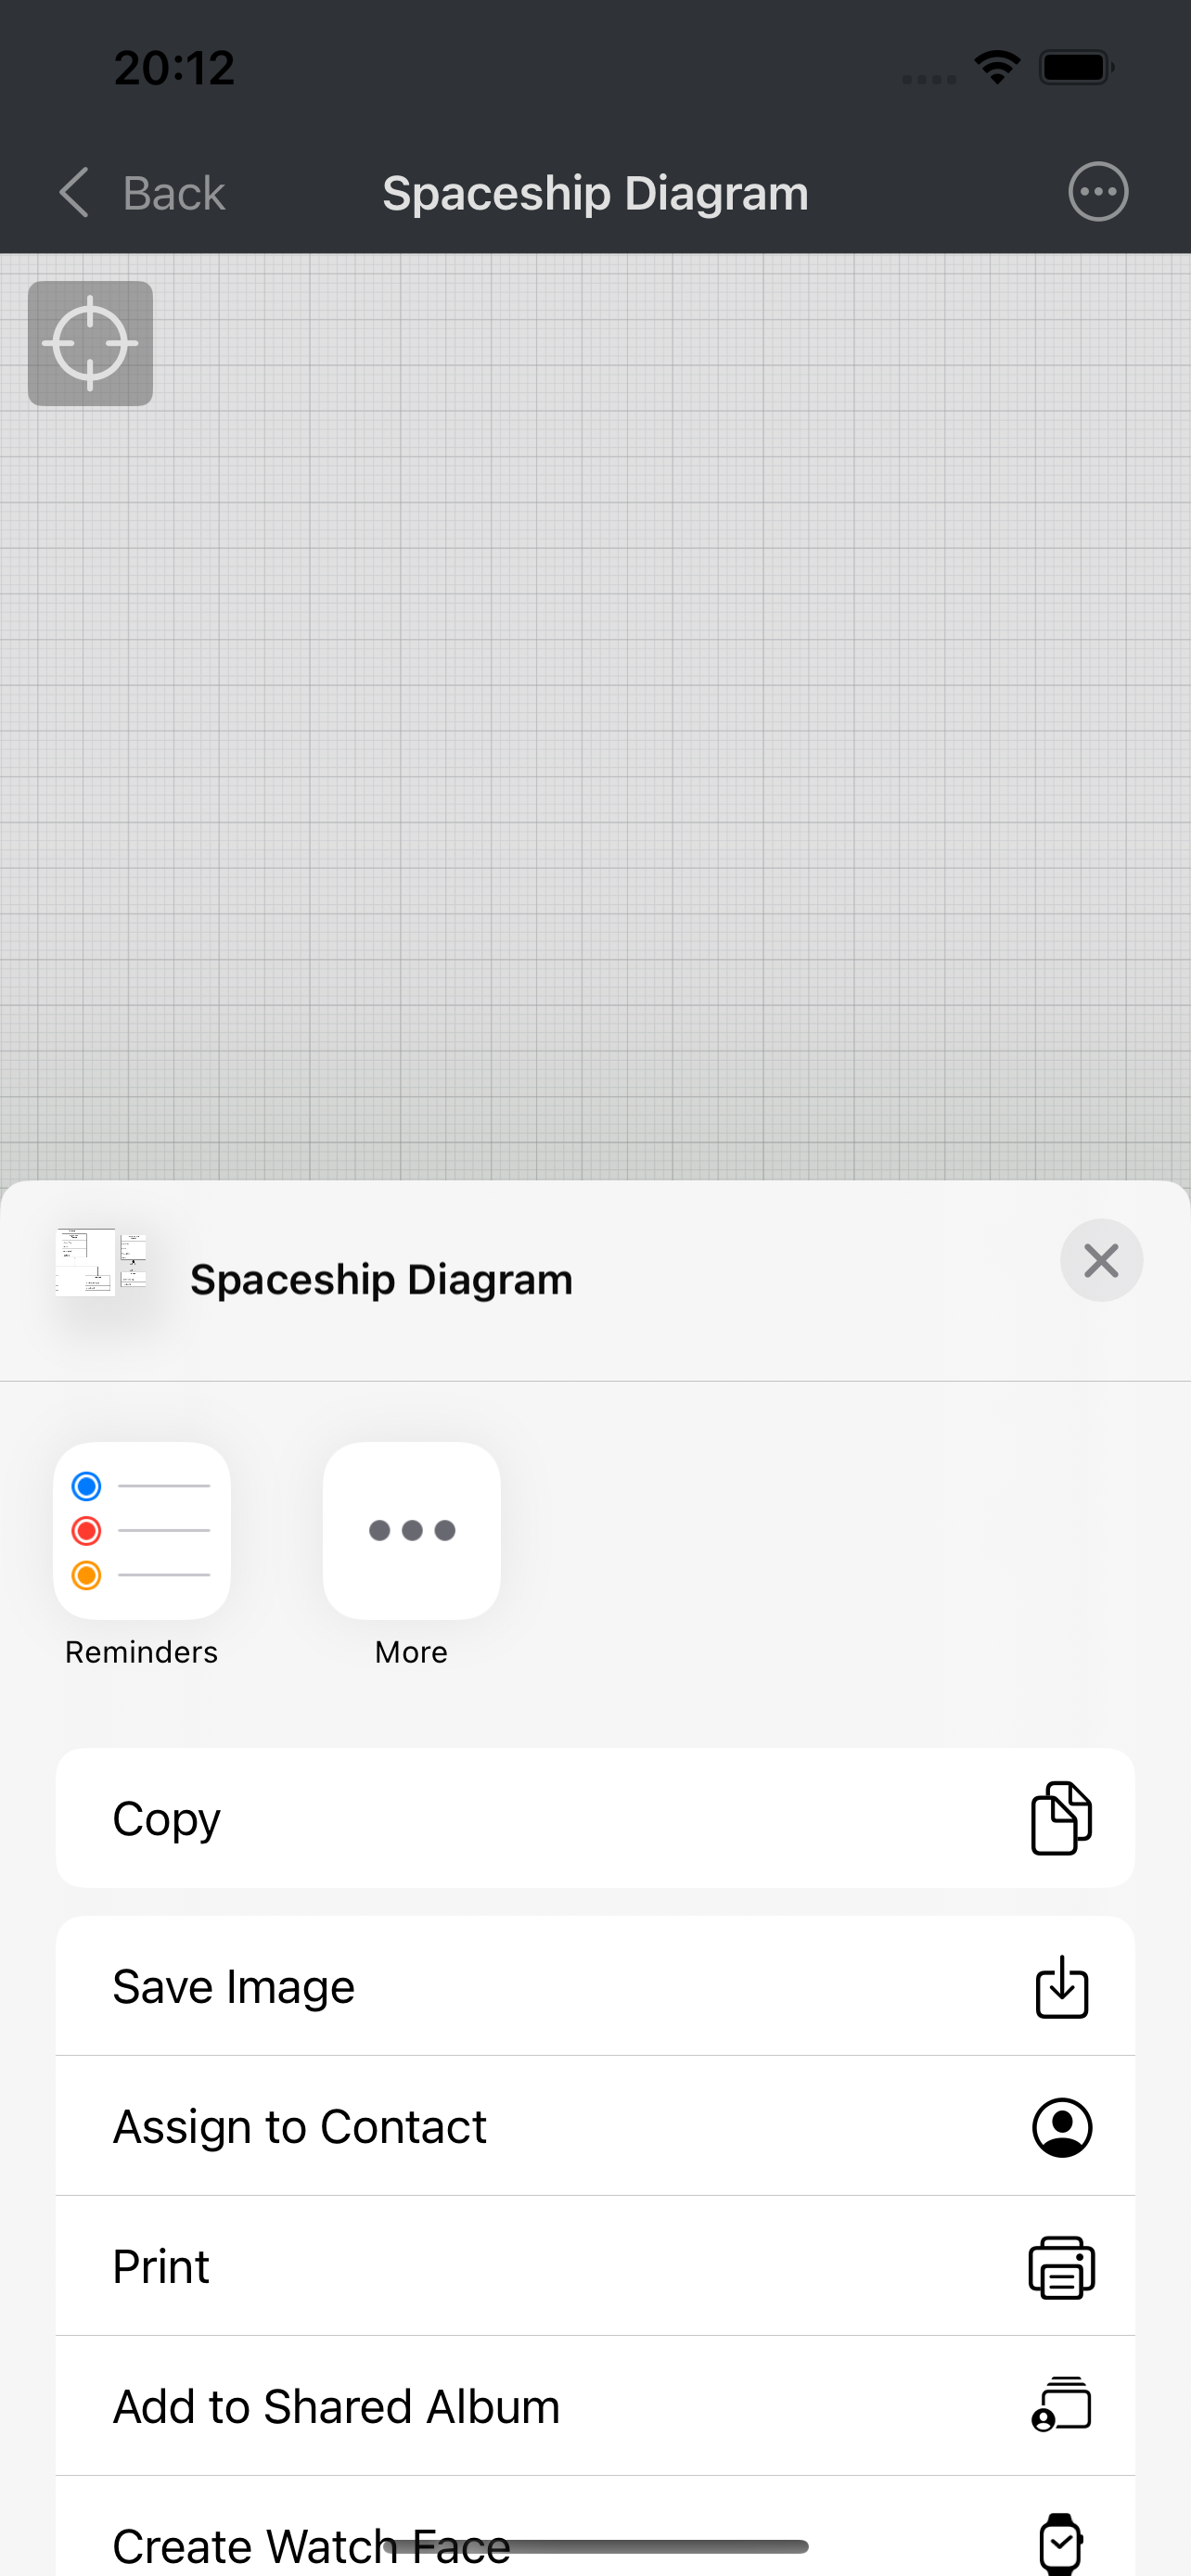 20:12
Back
Spaceship Diagram
Spaceship Diagram
Reminders
More
Copy
Save Image
Assign to Contact
Print
Add to Shared Album
Create Watch Face